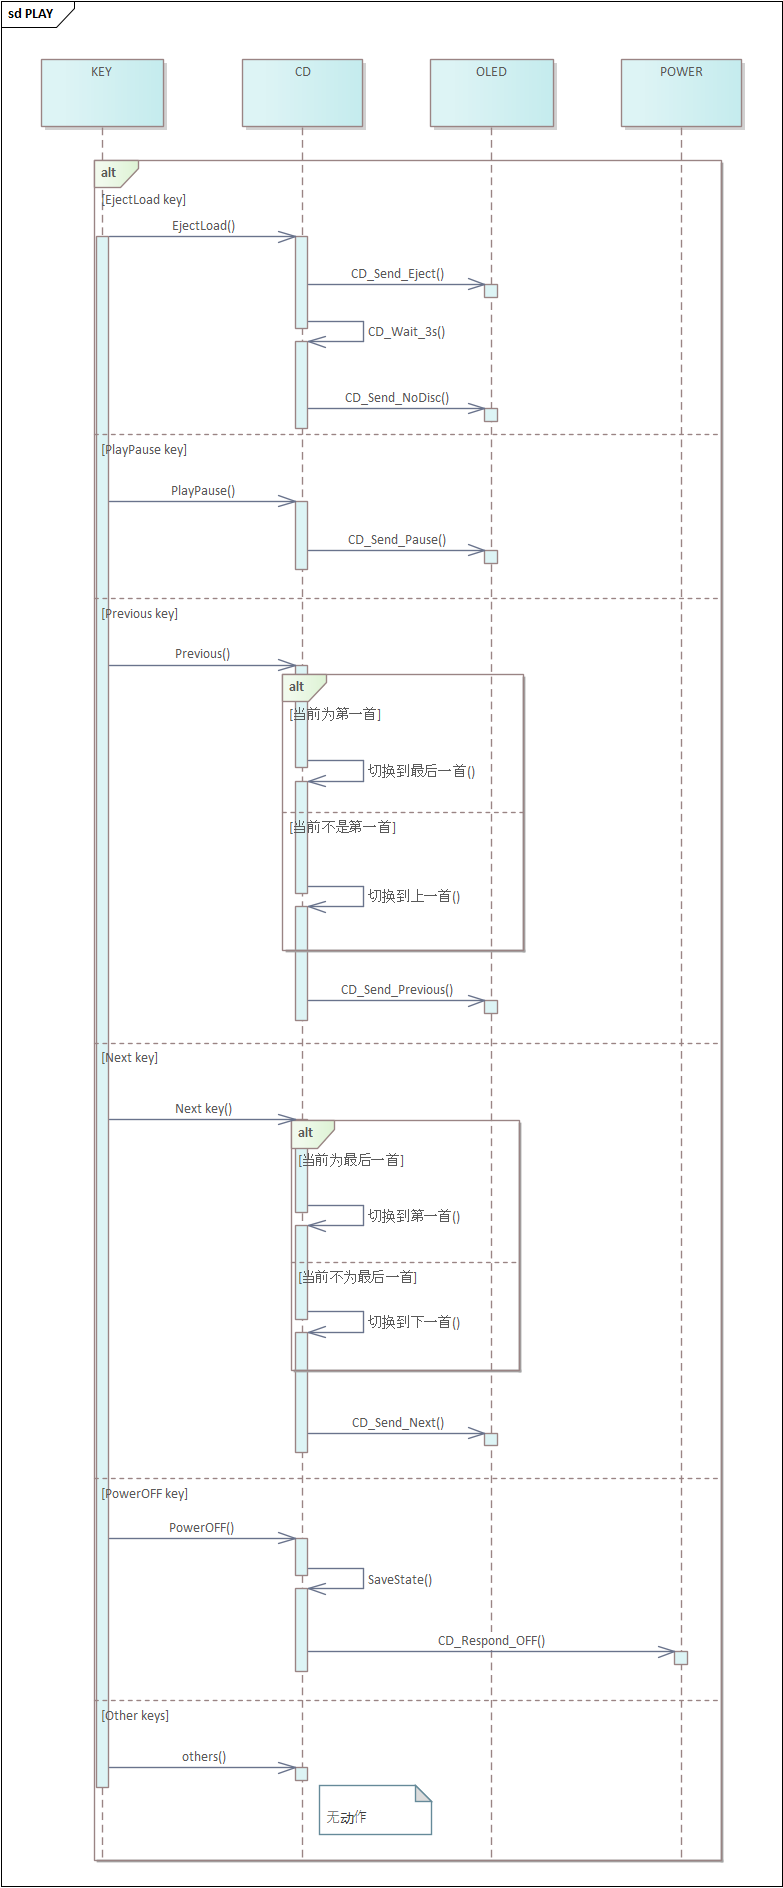 sd PLAY
KEY
CD
OLED
POWER
alt
[EjectLoad key]
EjectLoad()
CD_Send_Eject()
CD_Wait_3s()
CD_Send_NoDisc()
[PlayPause key]
PlayPause()
CD_Send_Pause()
[Previous key]
Previous()
alt
[当前为第一首]
切换到最后一首()
[当前不是第一首]
切换到上一首()
CD_Send_Previous()
[Next key]
Next key()
alt
[当前为最后一首]
切换到第一首()
[当前不为最后一首]
切换到下一首()
CD_Send_Next()
[PowerOFF key]
PowerOFF()
SaveState()
CD_Respond_OFF()
[Other keys]
others()
无动作